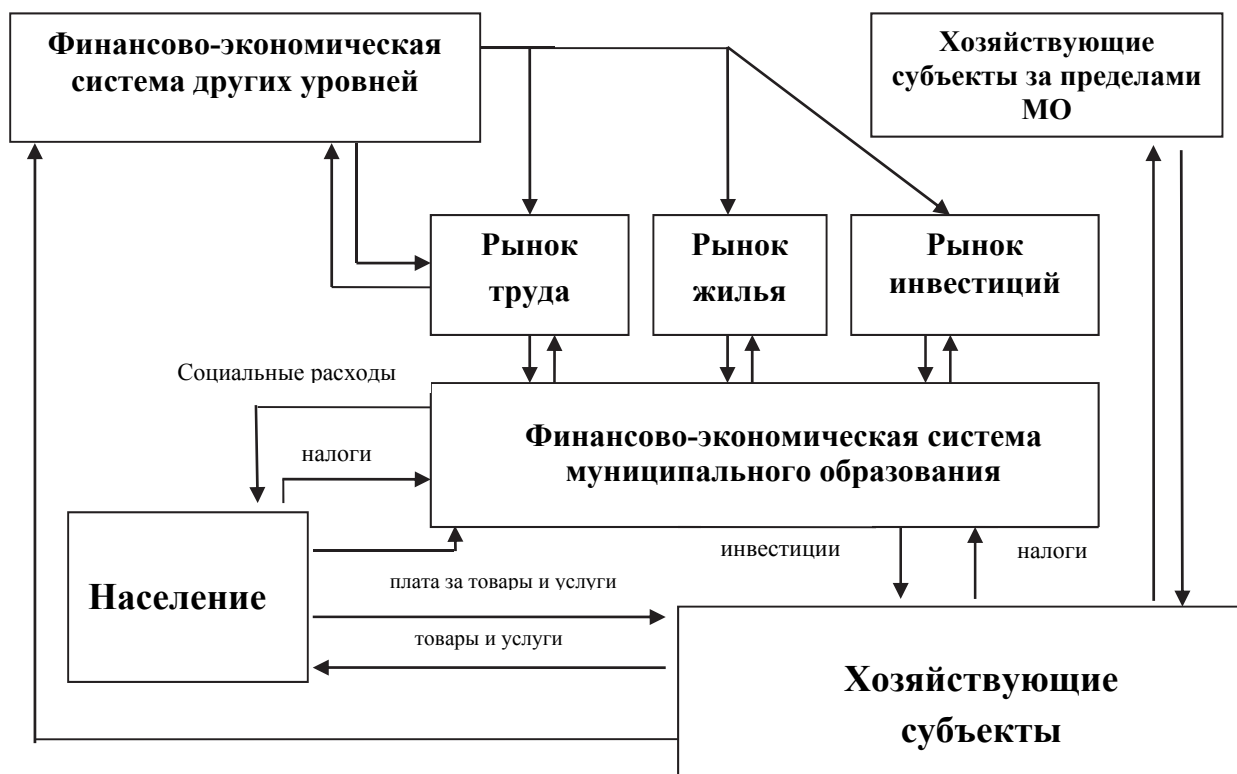 Финансово-экономическая
система других уровней
Хозяйствующие
субъекты за пределами
МО
Рынок
труда
Рынок
жилья
Рынок
инвестиций
Социальные расходы
налоги
Финансово-экономическая система
муниципального образования
инвестиции
налоги
Население
плата за товары и услуги
товары и услуги
Хозяйствующие
субъекты